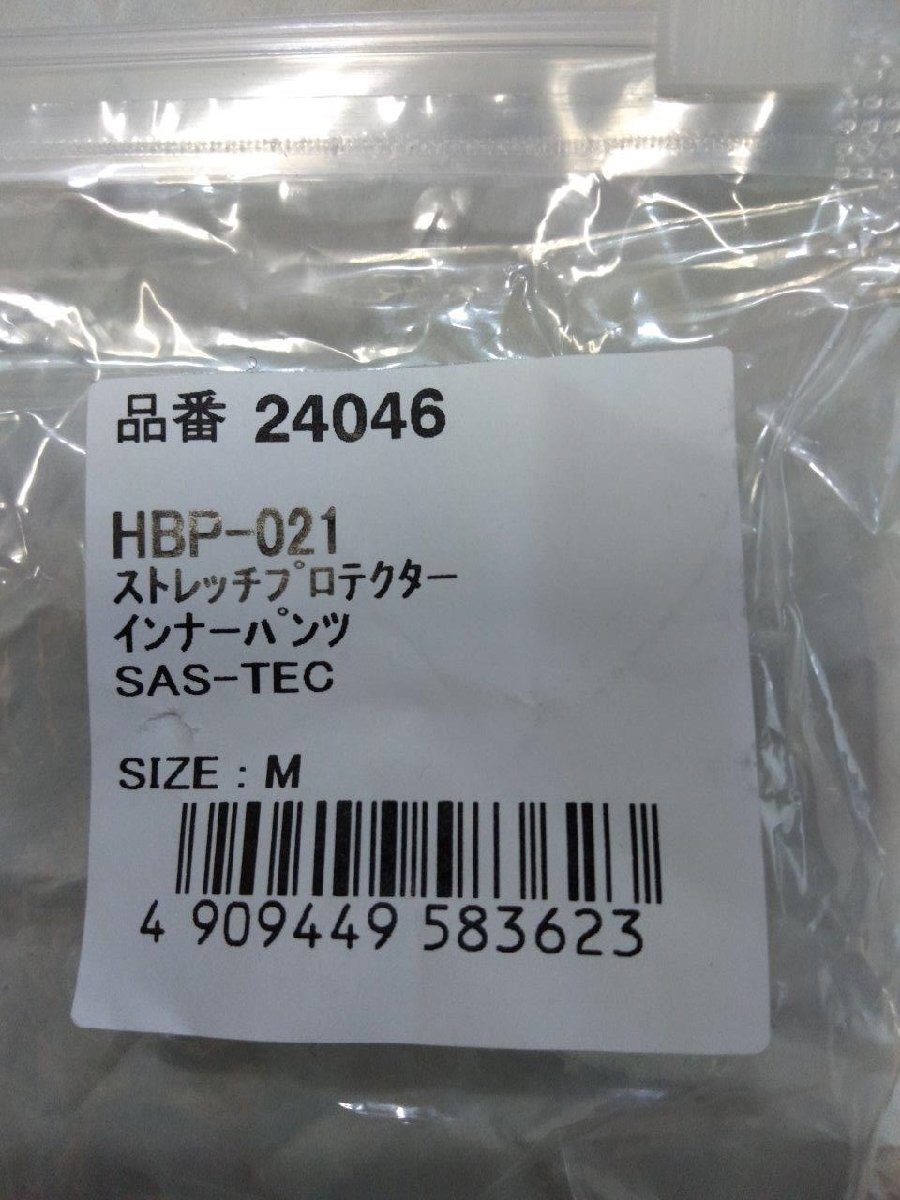 品番 24046
HBP-021
ｽﾄﾚｯﾁﾌﾟﾛﾃｸﾀｰ
ｲﾝﾅｰﾊﾟﾝﾂ
SAS-TEC
SIZE : M
4 909449 583623